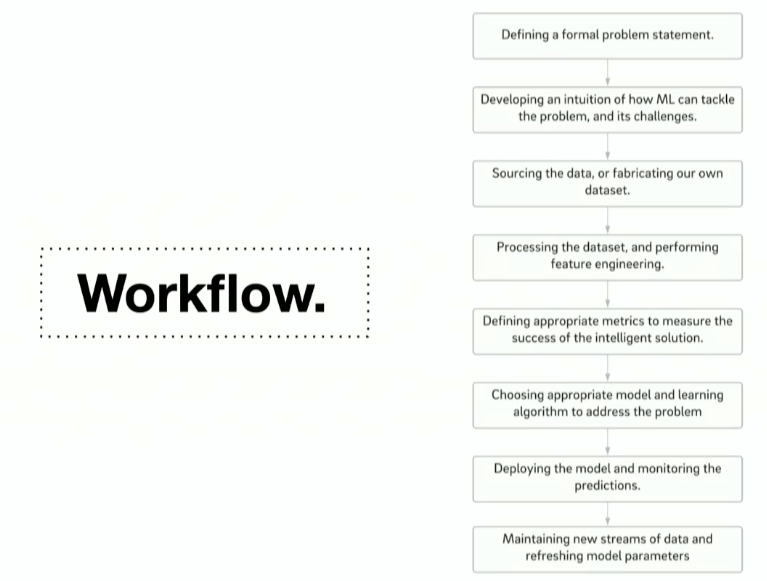 Workflow.
Defining a formal problem statement.
Developing an intuition of how ML can tackle
the problem, and its challenges.
Sourcing the data, or fabricating our own
dataset.
Processing the dataset, and performing
feature engineering.
Defining appropriate metrics to measure the
success of the intelligent solution.
Choosing appropriate model and learning
algorithm to address the problem
Deploying the model and monitoring the
predictions.
Maintaining new streams of data and
refreshing model parameters